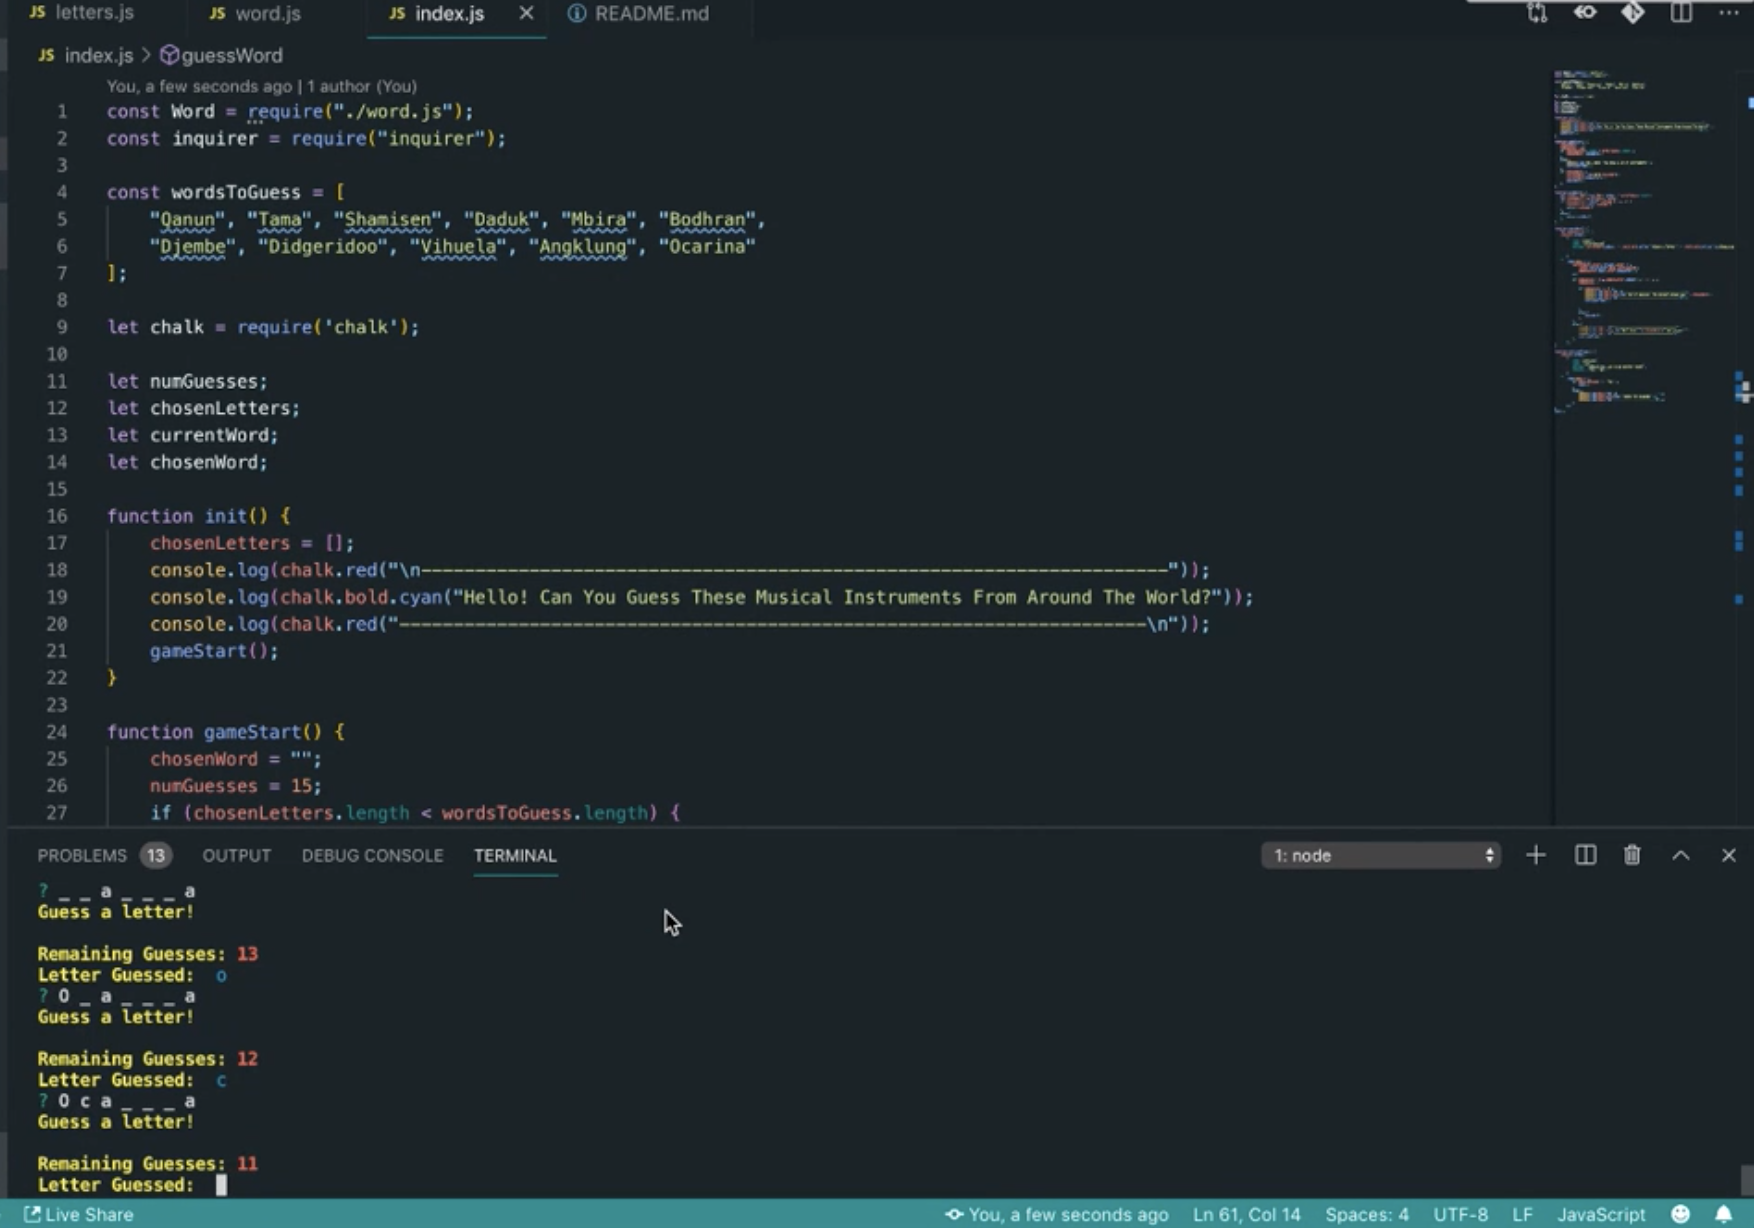 JS letters.js JS word.js JS index.js × README.md
JS index.js > guessWord
You, a few seconds ago | 1 author (You)
1 const Word = require("./word.js");
2 const inquirer = require("inquirer");
3
4 const wordsToGuess = [
5 "Qanun", "Tama", "Shamisen", "Daduk", "Mbira", "Bodhran",
6 "Djembe", "Didgeridoo", "Vihuela", "Angklung", "Ocarina"
7 ];
8
9 let chalk = require('chalk');
10
11 let numGuesses;
12 let chosenLetters;
13 let currentWord;
14 let chosenWord;
15
16 function init() {
17 chosenLetters = [];
18 console.log(chalk.red("\n---------------------------------------------------------------------"));
19 console.log(chalk.bold.cyan("Hello! Can You Guess These Musical Instruments From Around The World?"));
20 console.log(chalk.red("---------------------------------------------------------------------\n"));
21 gameStart();
22 }
23
24 function gameStart() {
25 chosenWord = "";
26 numGuesses = 15;
27 if (chosenLetters.length < wordsToGuess.length) {
PROBLEMS 13 OUTPUT DEBUG CONSOLE TERMINAL 1: node
? _ _ a _ _ _ a
Guess a letter!
Remaining Guesses: 13
Letter Guessed: o
? O _ a _ _ _ a
Guess a letter!
Remaining Guesses: 12
Letter Guessed: c
? O c a _ _ _ a
Guess a letter!
Remaining Guesses: 11
Letter Guessed:
Live Share You, a few seconds ago Ln 61, Col 14 Spaces: 4 UTF-8 LF JavaScript